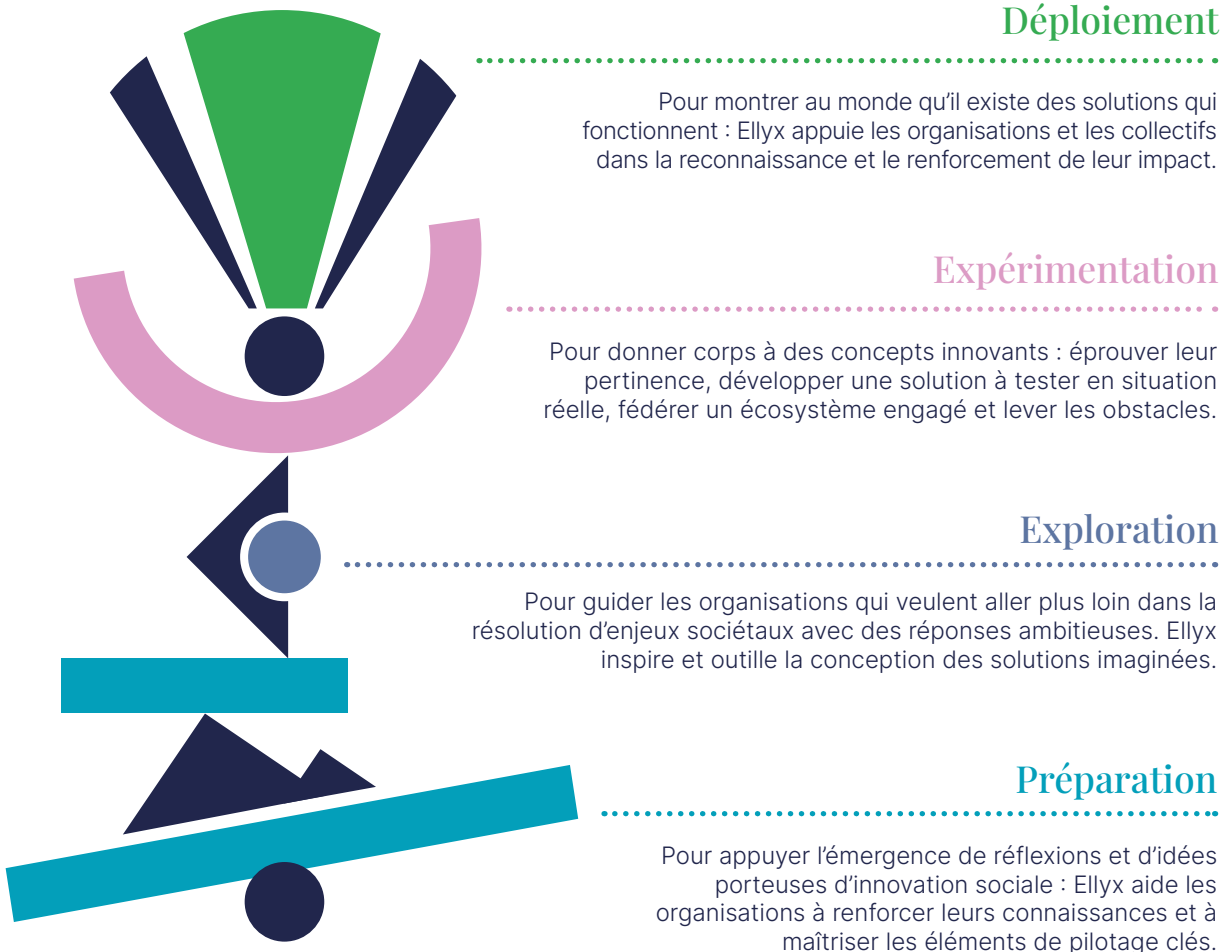 Déploiement
Pour montrer au monde qu’il existe des solutions qui
fonctionnent : Ellyx appuie les organisations et les collectifs
dans la reconnaissance et le renforcement de leur impact.
Expérimentation
Pour donner corps à des concepts innovants : éprouver leur
pertinence, développer une solution à tester en situation
réelle, fédérer un écosystème engagé et lever les obstacles.
Exploration
Pour guider les organisations qui veulent aller plus loin dans la
résolution d’enjeux sociétaux avec des réponses ambitieuses. Ellyx
inspire et outille la conception des solutions imaginées.
Préparation
Pour appuyer l’émergence de réflexions et d’idées
porteuses d’innovation sociale : Ellyx aide les
organisations à renforcer leurs connaissances et à
maîtriser les éléments de pilotage clés.